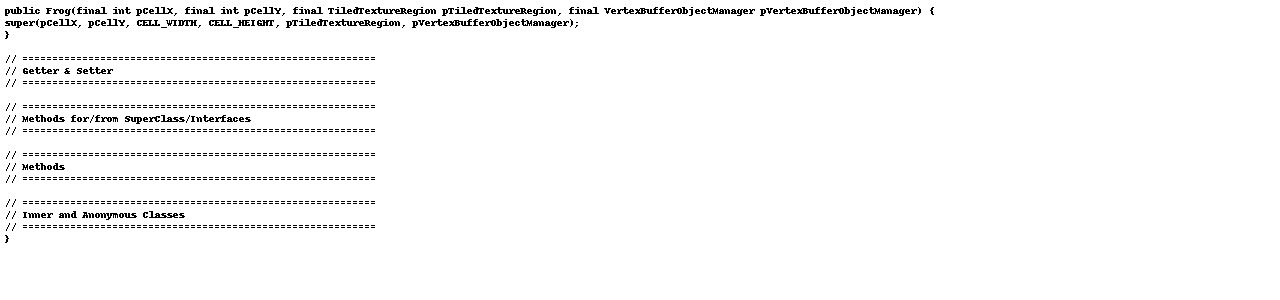 public Frog(final int pCellX, final int pCellY, final TiledTextureRegion pTiledTextureRegion, final VertexBufferObjectManager pVertexBufferObjectManager) {
super(pCellX, pCellY, CELL_WIDTH, CELL_HEIGHT, pTiledTextureRegion, pVertexBufferObjectManager);
}
// ===========================================================
// Getter & Setter
// ===========================================================
// ===========================================================
// Methods for/from SuperClass/Interfaces
// ===========================================================
// ===========================================================
// Methods
// ===========================================================
// ===========================================================
// Inner and Anonymous Classes
// ===========================================================
}